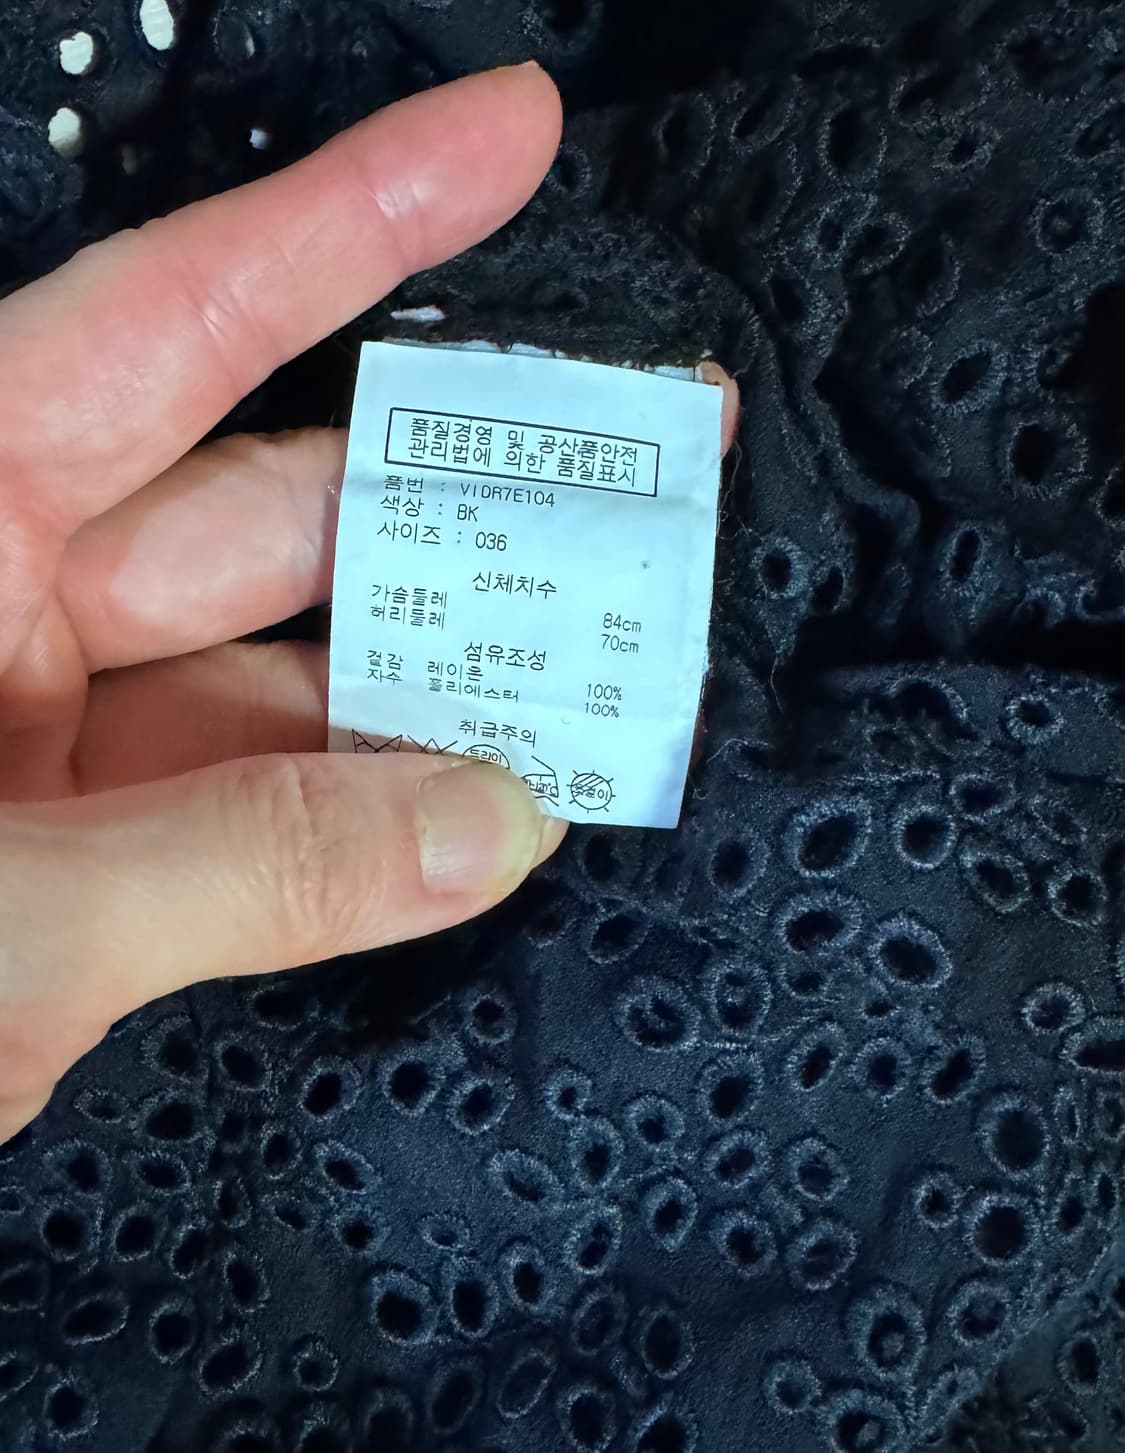 품질경영 및 공산품안전
관리법에 의한 품질표시
품번 : VIDR7E104
색상 : BK
사이즈 : 036
신체치수
가슴둘레 84cm
허리둘레 70cm
섬유조성
겉감 레이온 100%
자수 폴리에스터 100%
취급주의
드라이